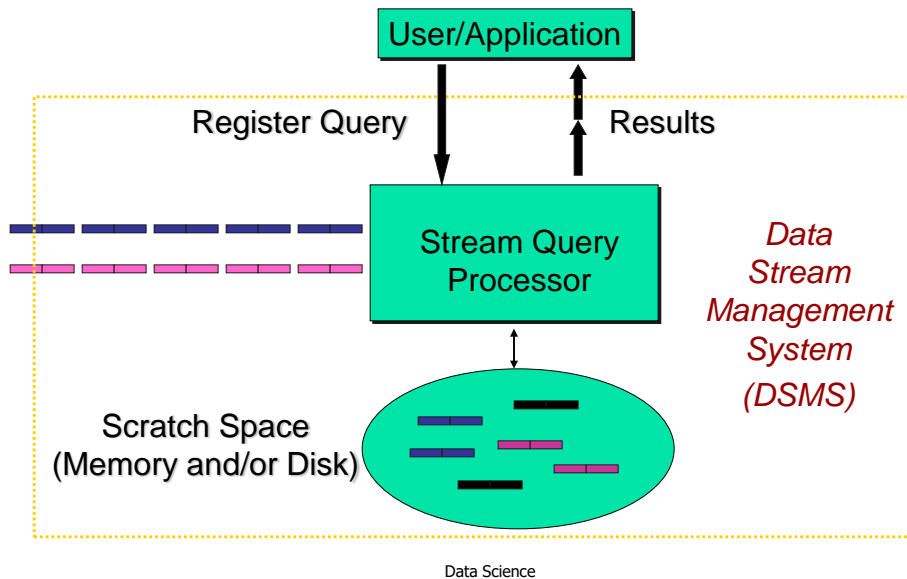 User/Application
Register Query
Results
Stream Query
Processor
Data
Stream
Management
System
(DSMS)
Scratch Space
(Memory and/or Disk)
Data Science